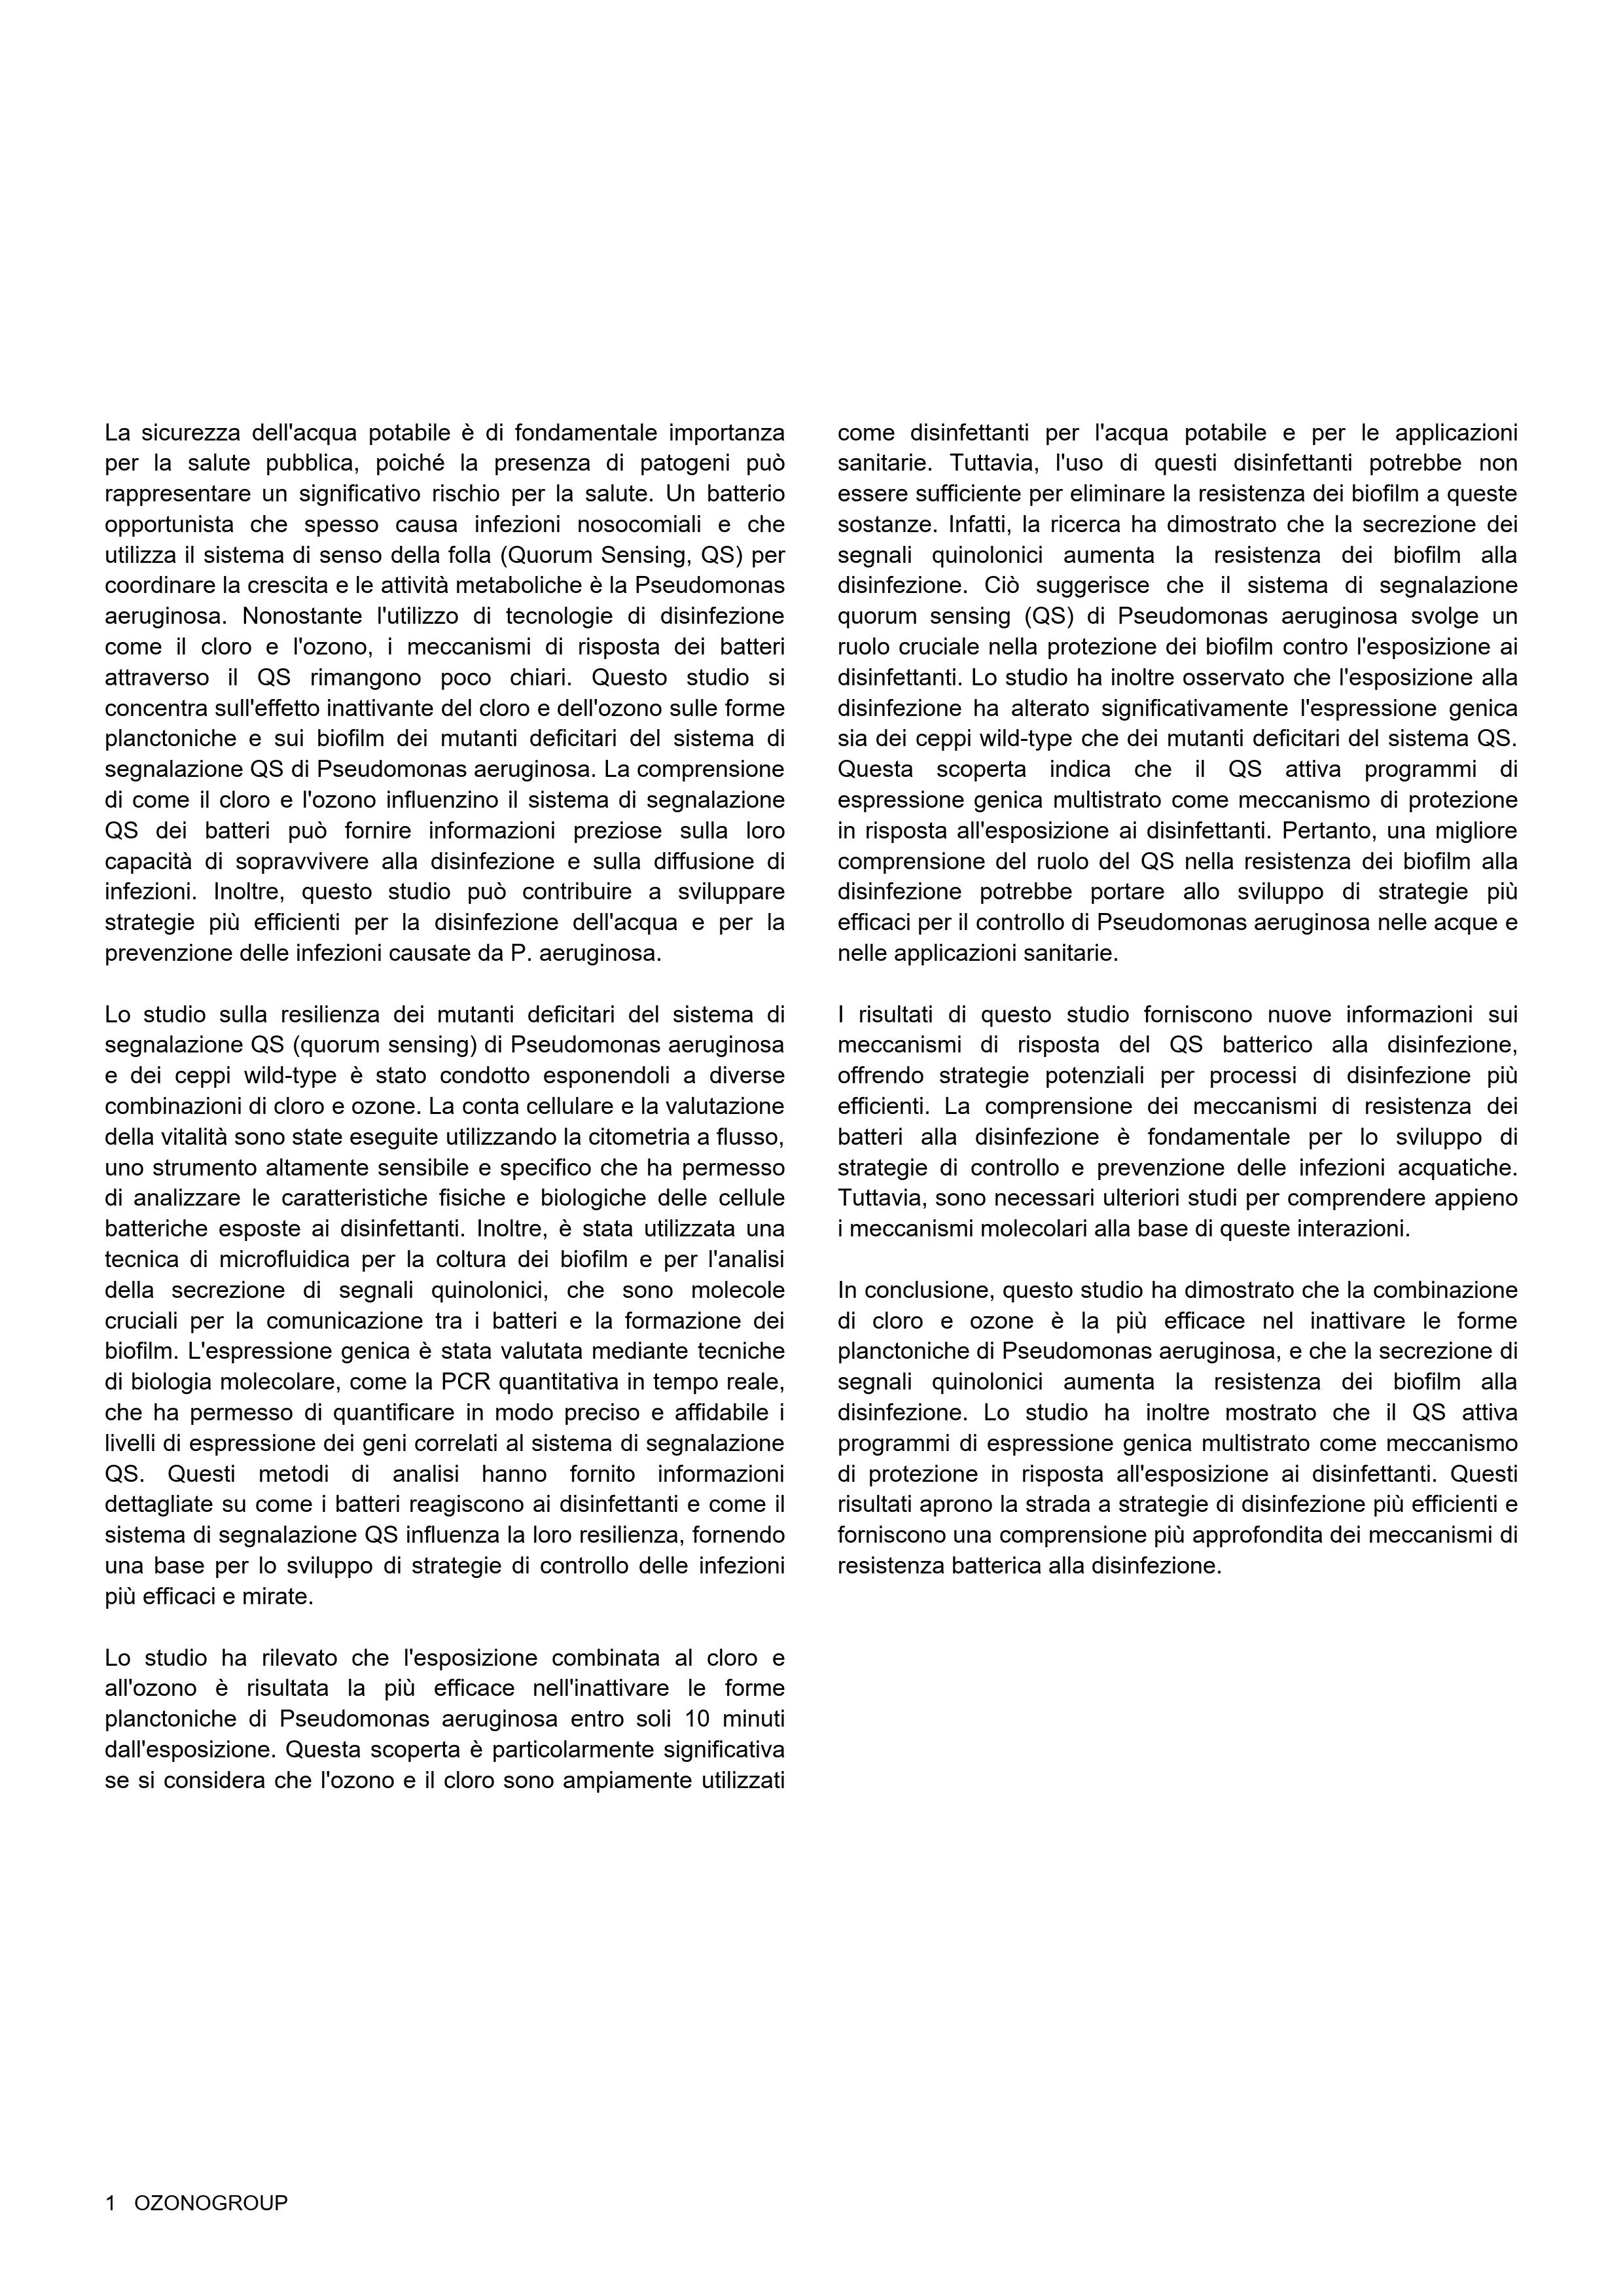 La sicurezza dell'acqua potabile è di fondamentale importanza
per la salute pubblica, poiché la presenza di patogeni può
rappresentare un significativo rischio per la salute. Un batterio
opportunista che spesso causa infezioni nosocomiali e che
utilizza il sistema di senso della folla (Quorum Sensing, QS) per
coordinare la crescita e le attività metaboliche è la Pseudomonas
aeruginosa. Nonostante l'utilizzo di tecnologie di disinfezione
come il cloro e l'ozono, i meccanismi di risposta dei batteri
attraverso il QS rimangono poco chiari. Questo studio si
concentra sull'effetto inattivante del cloro e dell'ozono sulle forme
planctoniche e sui biofilm dei mutanti deficitari del sistema di
segnalazione QS di Pseudomonas aeruginosa. La comprensione
di come il cloro e l'ozono influenzino il sistema di segnalazione
QS dei batteri può fornire informazioni preziose sulla loro
capacità di sopravvivere alla disinfezione e sulla diffusione di
infezioni. Inoltre, questo studio può contribuire a sviluppare
strategie più efficienti per la disinfezione dell'acqua e per la
prevenzione delle infezioni causate da P. aeruginosa.
Lo studio sulla resilienza dei mutanti deficitari del sistema di
segnalazione QS (quorum sensing) di Pseudomonas aeruginosa
e dei ceppi wild-type è stato condotto esponendoli a diverse
combinazioni di cloro e ozone. La conta cellulare e la valutazione
della vitalità sono state eseguite utilizzando la citometria a flusso,
uno strumento altamente sensibile e specifico che ha permesso
di analizzare le caratteristiche fisiche e biologiche delle cellule
batteriche esposte ai disinfettanti. Inoltre, è stata utilizzata una
tecnica di microfluidica per la coltura dei biofilm e per l'analisi
della secrezione di segnali quinolonici, che sono molecole
cruciali per la comunicazione tra i batteri e la formazione dei
biofilm. L'espressione genica è stata valutata mediante tecniche
di biologia molecolare, come la PCR quantitativa in tempo reale,
che ha permesso di quantificare in modo preciso e affidabile i
livelli di espressione dei geni correlati al sistema di segnalazione
QS. Questi metodi di analisi hanno fornito informazioni
dettagliate su come i batteri reagiscono ai disinfettanti e come il
sistema di segnalazione QS influenza la loro resilienza, fornendo
una base per lo sviluppo di strategie di controllo delle infezioni
più efficaci e mirate.
Lo studio ha rilevato che l'esposizione combinata al cloro e
all'ozono è risultata la più efficace nell'inattivare le forme
planctoniche di Pseudomonas aeruginosa entro soli 10 minuti
dall'esposizione. Questa scoperta è particolarmente significativa
se si considera che l'ozono e il cloro sono ampiamente utilizzati
come disinfettanti per l'acqua potabile e per le applicazioni
sanitarie. Tuttavia, l'uso di questi disinfettanti potrebbe non
essere sufficiente per eliminare la resistenza dei biofilm a queste
sostanze. Infatti, la ricerca ha dimostrato che la secrezione dei
segnali quinolonici aumenta la resistenza dei biofilm alla
disinfezione. Ciò suggerisce che il sistema di segnalazione
quorum sensing (QS) di Pseudomonas aeruginosa svolge un
ruolo cruciale nella protezione dei biofilm contro l'esposizione ai
disinfettanti. Lo studio ha inoltre osservato che l'esposizione alla
disinfezione ha alterato significativamente l'espressione genica
sia dei ceppi wild-type che dei mutanti deficitari del sistema QS.
Questa scoperta indica che il QS attiva programmi di
espressione genica multistrato come meccanismo di protezione
in risposta all'esposizione ai disinfettanti. Pertanto, una migliore
comprensione del ruolo del QS nella resistenza dei biofilm alla
disinfezione potrebbe portare allo sviluppo di strategie più
efficaci per il controllo di Pseudomonas aeruginosa nelle acque e
nelle applicazioni sanitarie.
I risultati di questo studio forniscono nuove informazioni sui
meccanismi di risposta del QS batterico alla disinfezione,
offrendo strategie potenziali per processi di disinfezione più
efficienti. La comprensione dei meccanismi di resistenza dei
batteri alla disinfezione è fondamentale per lo sviluppo di
strategie di controllo e prevenzione delle infezioni acquatiche.
Tuttavia, sono necessari ulteriori studi per comprendere appieno
i meccanismi molecolari alla base di queste interazioni.
In conclusione, questo studio ha dimostrato che la combinazione
di cloro e ozone è la più efficace nel inattivare le forme
planctoniche di Pseudomonas aeruginosa, e che la secrezione di
segnali quinolonici aumenta la resistenza dei biofilm alla
disinfezione. Lo studio ha inoltre mostrato che il QS attiva
programmi di espressione genica multistrato come meccanismo
di protezione in risposta all'esposizione ai disinfettanti. Questi
risultati aprono la strada a strategie di disinfezione più efficienti e
forniscono una comprensione più approfondita dei meccanismi di
resistenza batterica alla disinfezione.
1 OZONOGROUP